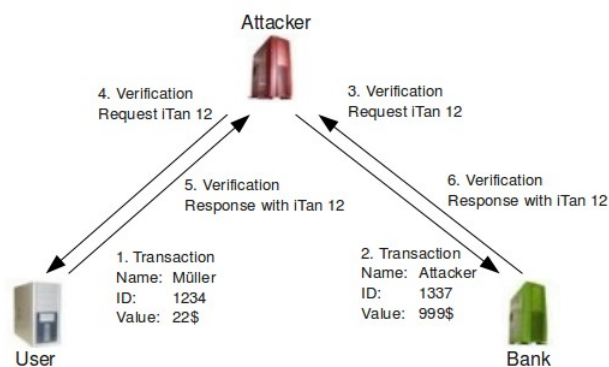 Attacker
4. Verification
Request iTan 12
3. Verification
Request iTan 12
5. Verification
Response with iTan 12
6. Verification
Response with iTan 12
1. Transaction
Name: Müller
ID: 1234
Value: 22$
2. Transaction
Name: Attacker
ID: 1337
Value: 999$
User
Bank